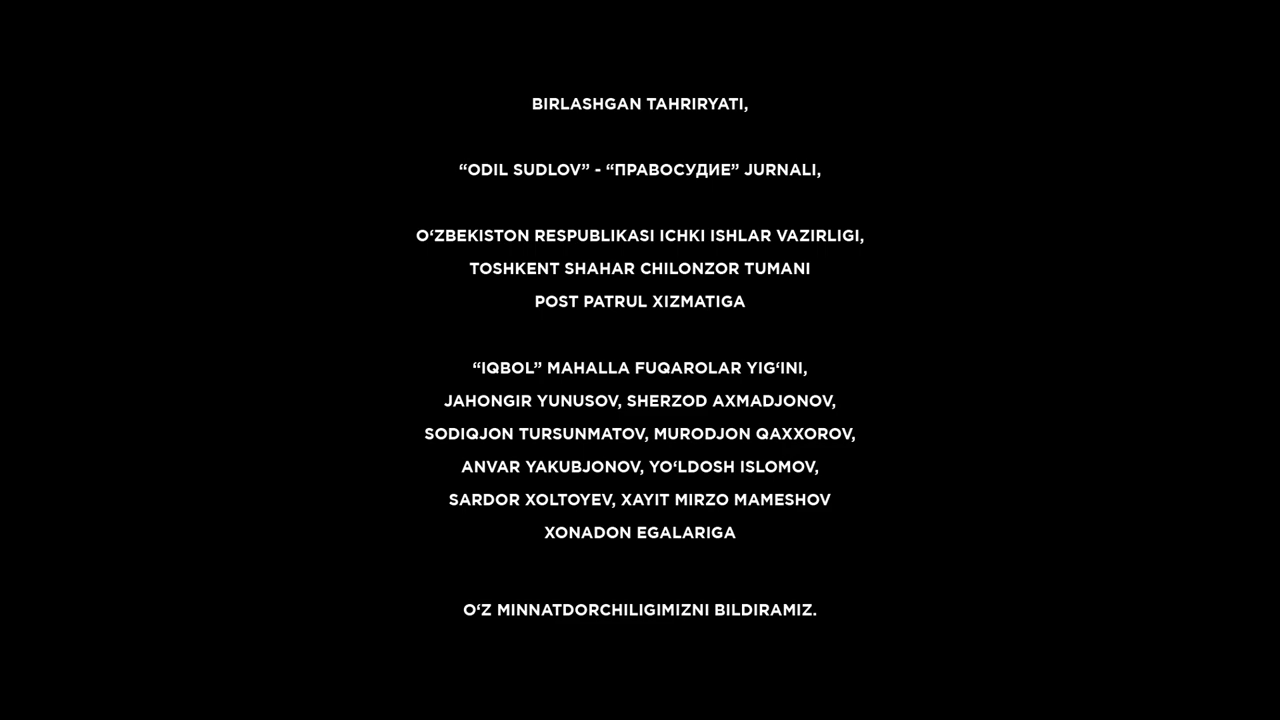 BIRLASHGAN TAHRIRYATI,
“ODIL SUDLOV” - “ПРАВОСУДИЕ” JURNALI,
O‘ZBEKISTON RESPUBLIKASI ICHKI ISHLAR VAZIRLIGI,
TOSHKENT SHAHAR CHILONZOR TUMANI
POST PATRUL XIZMATIGA
“IQBOL” MAHALLA FUQAROLAR YIG‘INI,
JAHONGIR YUNUSOV, SHERZOD AXMADJONOV,
SODIQJON TURSUNMATOV, MURODJON QAXXOROV,
ANVAR YAKUBJONOV, YO‘LDOSH ISLOMOV,
SARDOR XOLTOYEV, XAYIT MIRZO MAMESHOV
XONADON EGALARIGA
O‘Z MINNATDORCHILIGIMIZNI BILDIRAMIZ.